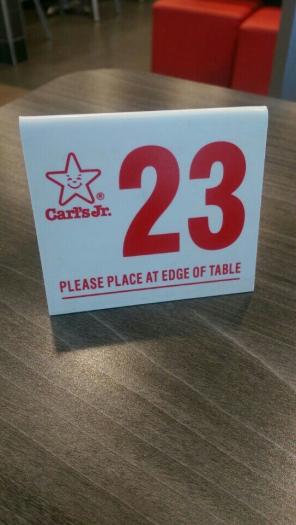 Carl's Jr.®
23
PLEASE PLACE AT EDGE OF TABLE